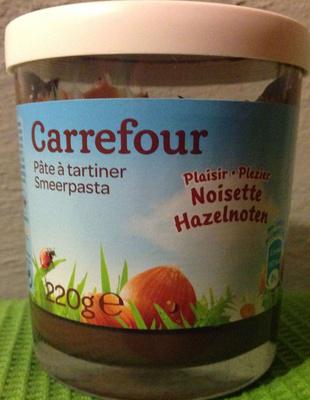 Carrefour
Pâte à tartiner
Smeerpasta
Plaisir • Plezier
Noisette
Hazelnoten
220g e